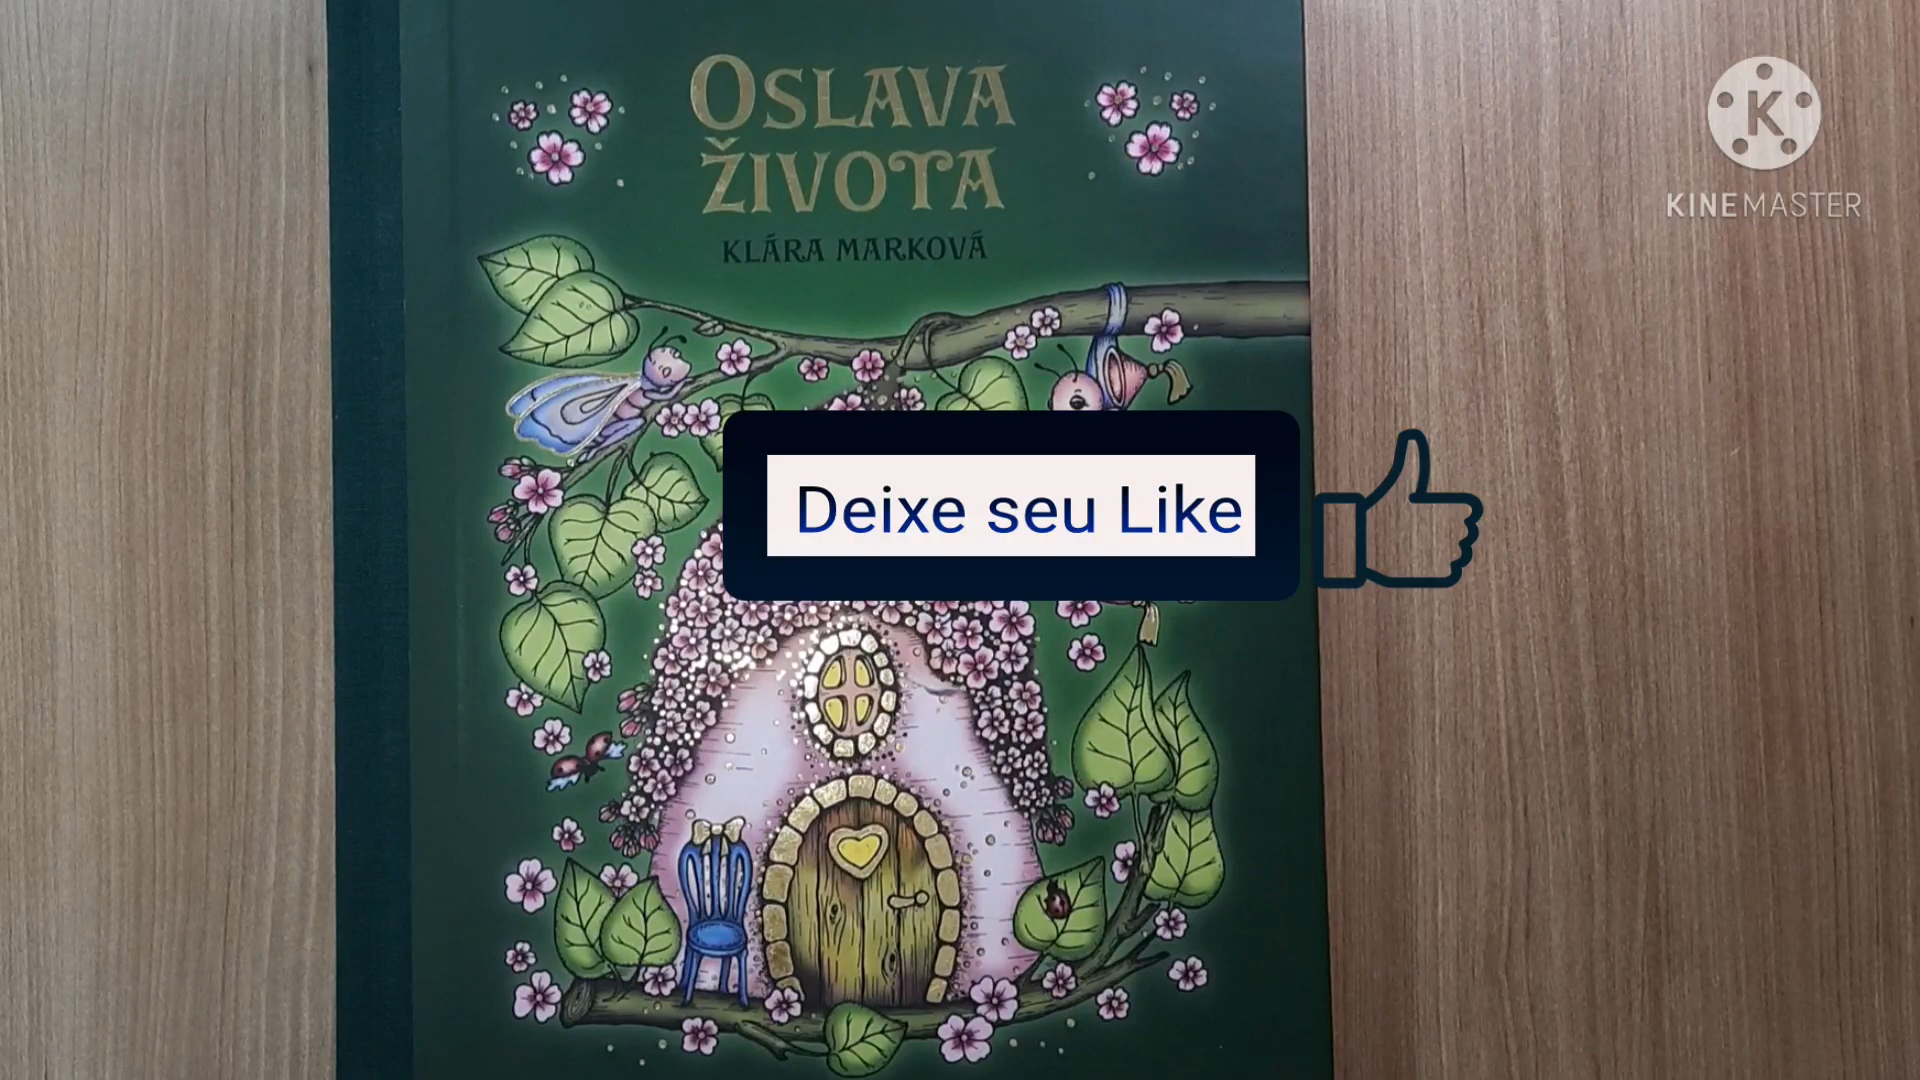 OSLAVA
ŽIVOTA
KLÁRA MARKOVÁ
K
KINEMASTER
Deixe seu Like